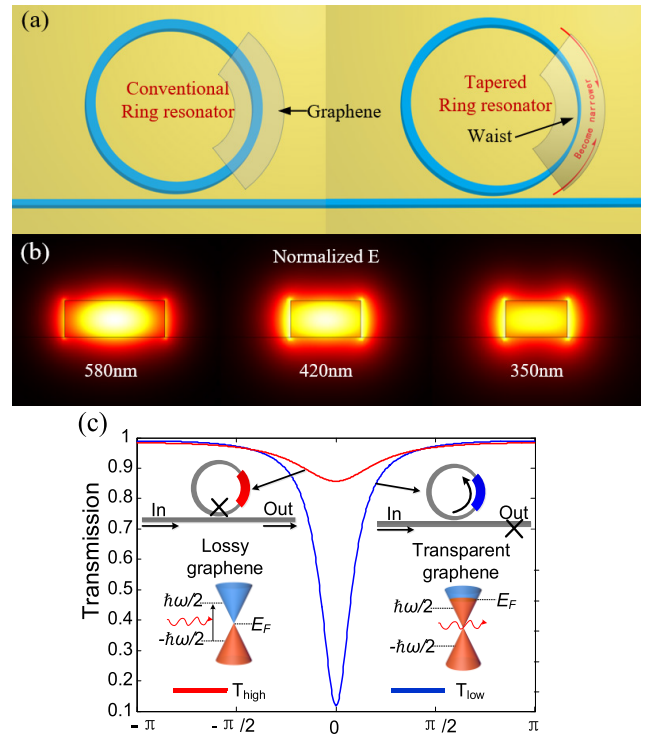 (a)
Conventional
Ring resonator
Graphene
Tapered
Ring resonator
Waist
Become narrower
(b)
Normalized E
580nm
420nm
350nm
(c)
Transmission
1
0.9
0.8
0.7
0.6
0.5
0.4
0.3
0.2
0.1
In
Out
Lossy
graphene
ħω/2
-ħω/2
E_F
T_high
In
Out
Transparent
graphene
ħω/2
-ħω/2
E_F
T_low
-π
-π/2
0
π/2
π